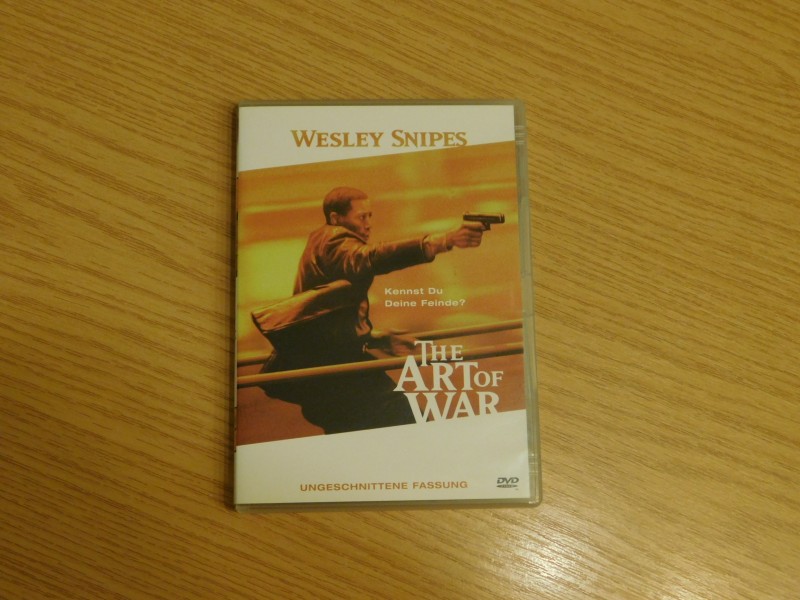 WESLEY SNIPES
Kennst Du
Deine Feinde?
THE
ART OF
WAR
UNGESCHNITTENE FASSUNG
DVD